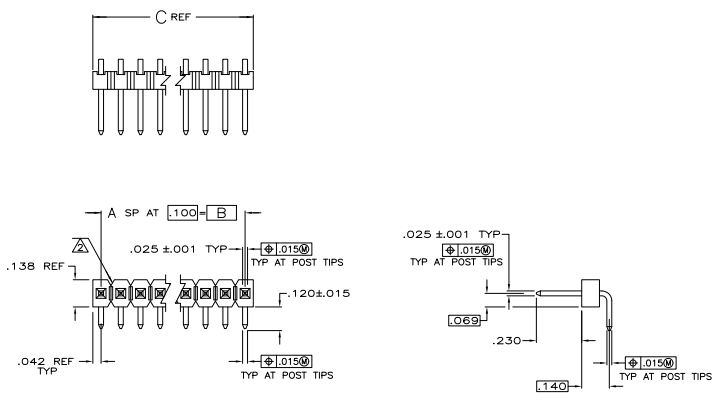 C REF
A SP AT .100 = B
2
.025 ±.001 TYP
⌖ .015Ⓜ
TYP AT POST TIPS
.138 REF
.120±.015
.042 REF
TYP
⌖ .015Ⓜ
TYP AT POST TIPS
.025 ±.001 TYP
⌖ .015Ⓜ
TYP AT POST TIPS
.069
.230
.140
⌖ .015Ⓜ
TYP AT POST TIPS